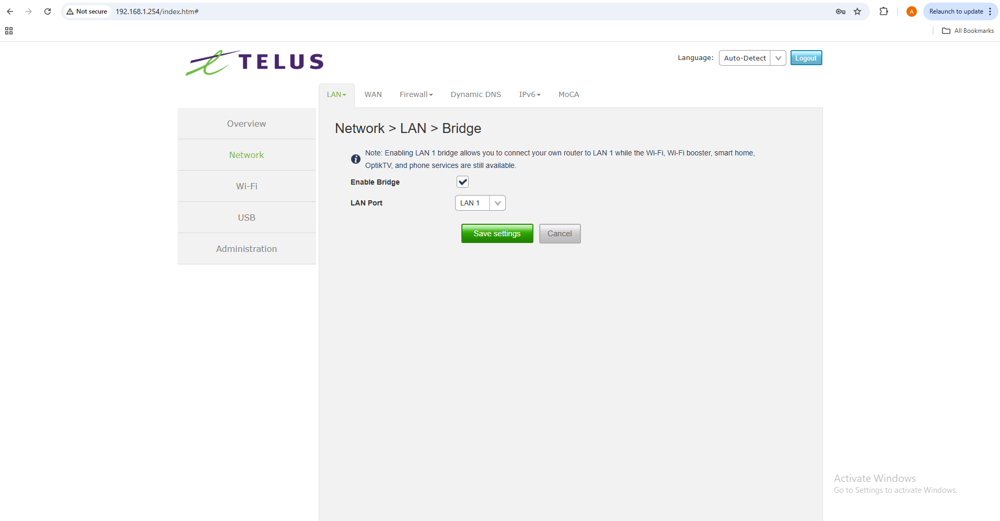 Not secure 192.168.1.254/index.htm#
A
Relaunch to update
All Bookmarks
TELUS
Language: Auto-Detect Logout
LAN WAN Firewall Dynamic DNS IPv6 MoCA
Overview
Network
Wi-Fi
USB
Administration
Network > LAN > Bridge
Note: Enabling LAN 1 bridge allows you to connect your own router to LAN 1 while the Wi-Fi, Wi-Fi booster, smart home,
OptikTV, and phone services are still available.
Enable Bridge
LAN Port LAN 1
Save settings Cancel
Activate Windows
Go to Settings to activate Windows.